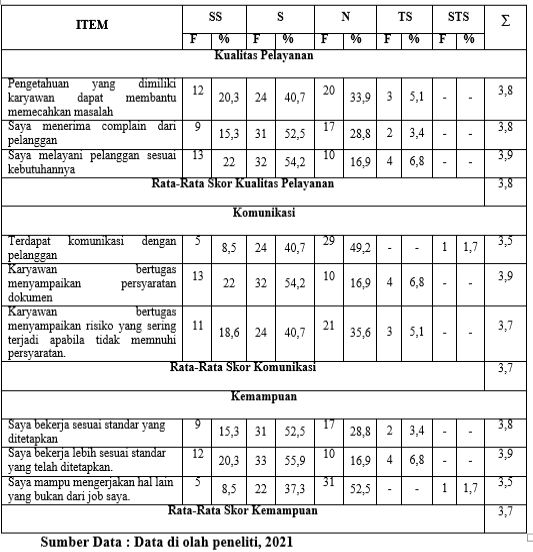 ITEM SS S N TS STS Σ
F % F % F % F % F %
Kualitas Pelayanan
Pengetahuan yang dimiliki
karyawan dapat membantu
memecahkan masalah
12 20,3 24 40,7 20 33,9 3 5,1 - - 3,8
Saya menerima complain dari
pelanggan
9 15,3 31 52,5 17 28,8 2 3,4 - - 3,8
Saya melayani pelanggan sesuai
kebutuhannya
13 22 32 54,2 10 16,9 4 6,8 - - 3,9
Rata-Rata Skor Kualitas Pelayanan 3,8
Komunikasi
Terdapat komunikasi dengan
pelanggan
5 8,5 24 40,7 29 49,2 - - 1 1,7 3,5
Karyawan bertugas
menyampaikan persyaratan
dokumen
13 22 32 54,2 10 16,9 4 6,8 - - 3,9
Karyawan bertugas
menyampaikan risiko yang sering
terjadi apabila tidak memnuhi
persyaratan.
11 18,6 24 40,7 21 35,6 3 5,1 - - 3,7
Rata-Rata Skor Komunikasi 3,7
Kemampuan
Saya bekerja sesuai standar yang
ditetapkan
9 15,3 31 52,5 17 28,8 2 3,4 - - 3,8
Saya bekerja lebih sesuai standar
yang telah ditetapkan.
12 20,3 33 55,9 10 16,9 4 6,8 - - 3,9
Saya mampu mengerjakan hal lain
yang bukan dari job saya.
5 8,5 22 37,3 31 52,5 - - 1 1,7 3,5
Rata-Rata Skor Kemampuan 3,7
Sumber Data : Data di olah peneliti, 2021